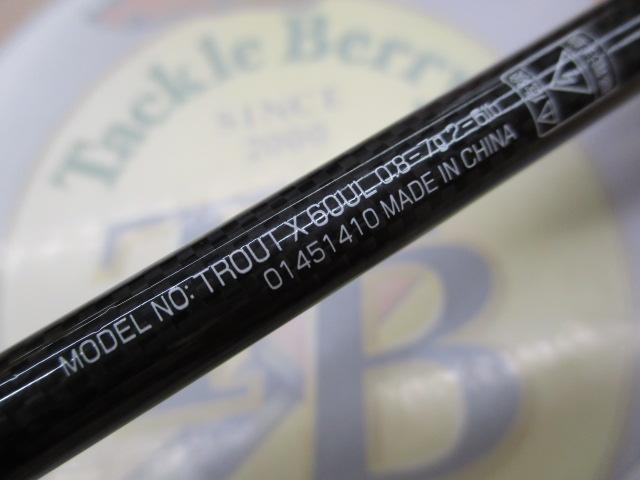 Tackle Berry
SINCE
2000
MODEL NO: TROUT X 60UL 0.8-7g 2-6lb
01451410 MADE IN CHINA
B